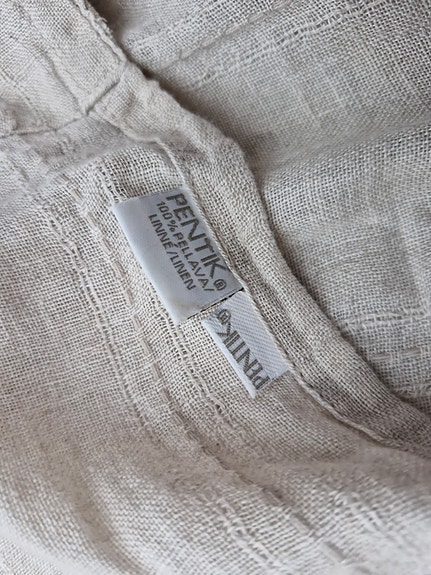 PENTIK®
100% PELLAVA/
LINNE/LINEN
PENTIK®